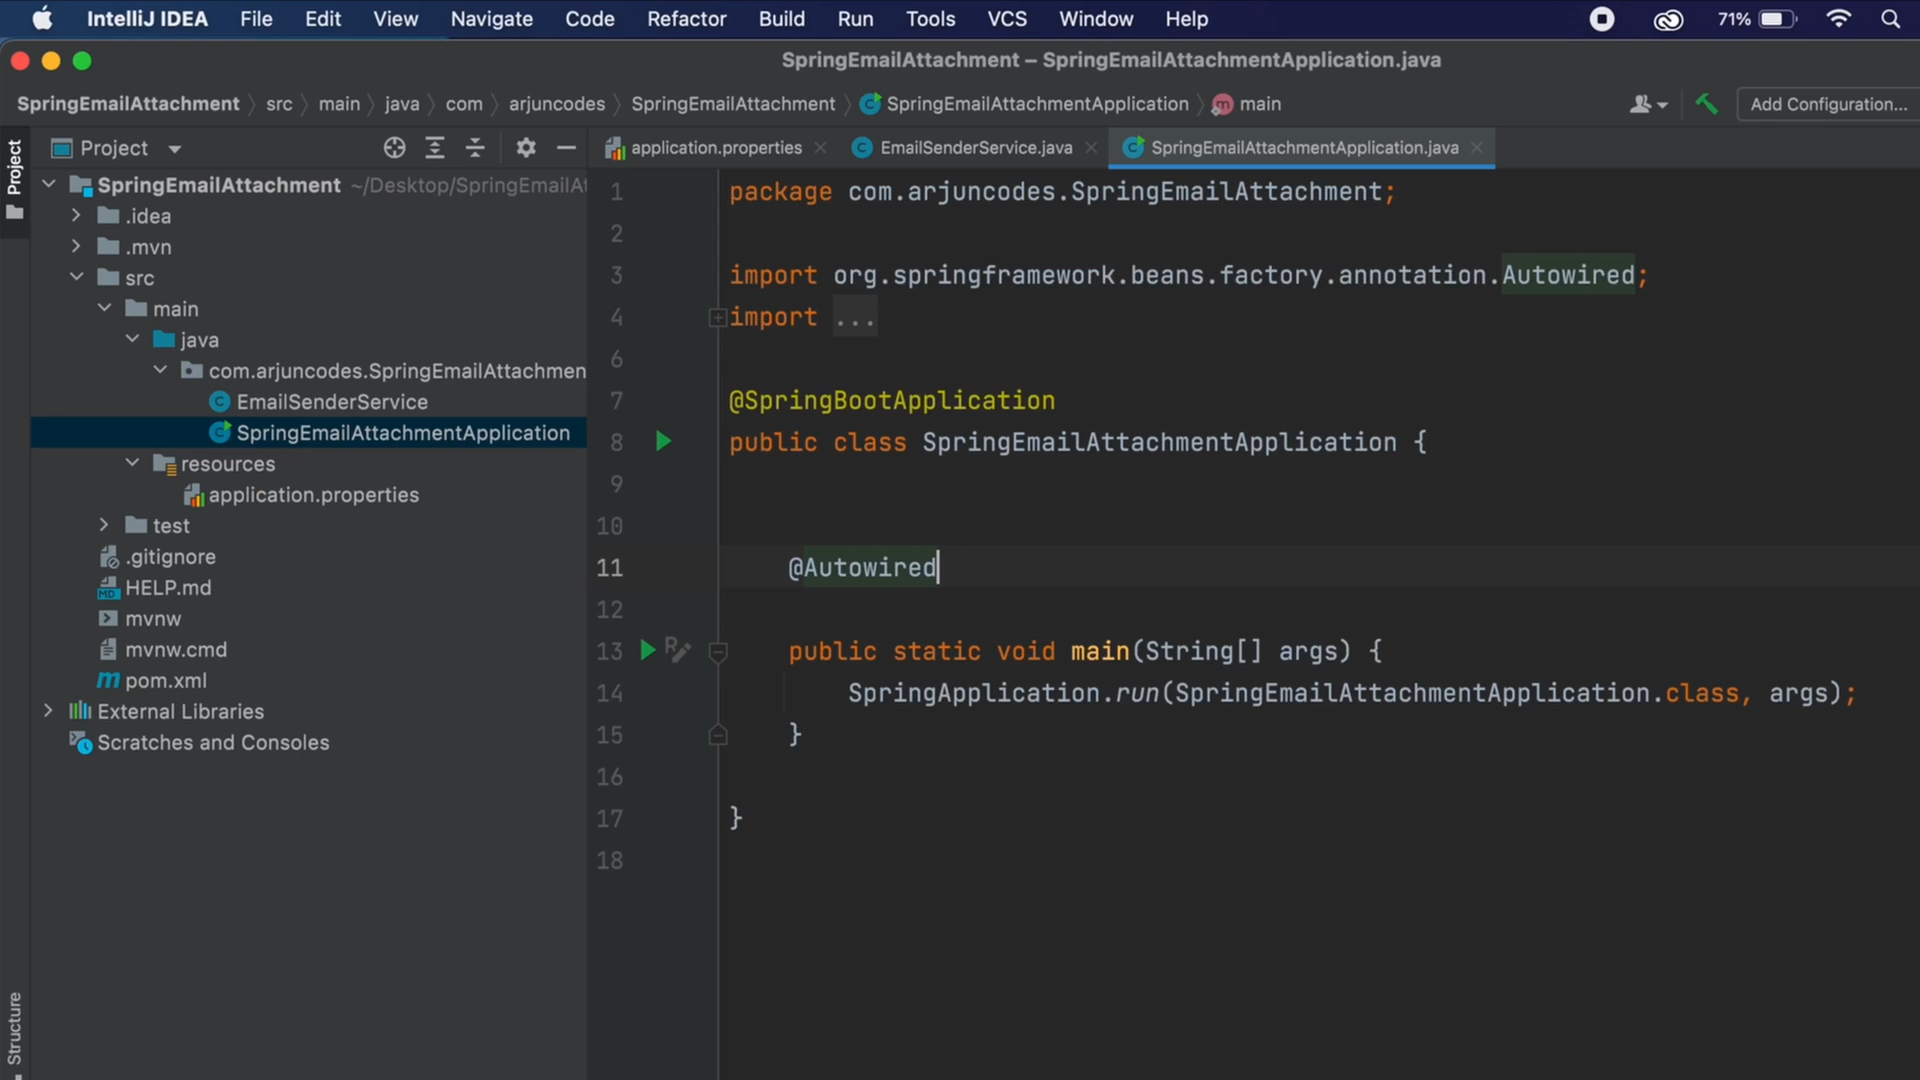 IntelliJ IDEA File Edit View Navigate Code Refactor Build Run Tools VCS Window Help 71%
SpringEmailAttachment – SpringEmailAttachmentApplication.java
SpringEmailAttachment src main java com arjuncodes SpringEmailAttachment SpringEmailAttachmentApplication main Add Configuration...
Project
Project application.properties EmailSenderService.java SpringEmailAttachmentApplication.java
SpringEmailAttachment ~/Desktop/SpringEmailAt
.idea
.mvn
src
main
java
com.arjuncodes.SpringEmailAttachmen
EmailSenderService
SpringEmailAttachmentApplication
resources
application.properties
test
.gitignore
HELP.md
mvnw
mvnw.cmd
pom.xml
External Libraries
Scratches and Consoles
Structure
1 package com.arjuncodes.SpringEmailAttachment;
2
3 import org.springframework.beans.factory.annotation.Autowired;
4 import ...
6
7 @SpringBootApplication
8 public class SpringEmailAttachmentApplication {
9
10
11 @Autowired
12
13 public static void main(String[] args) {
14 SpringApplication.run(SpringEmailAttachmentApplication.class, args);
15 }
16
17 }
18